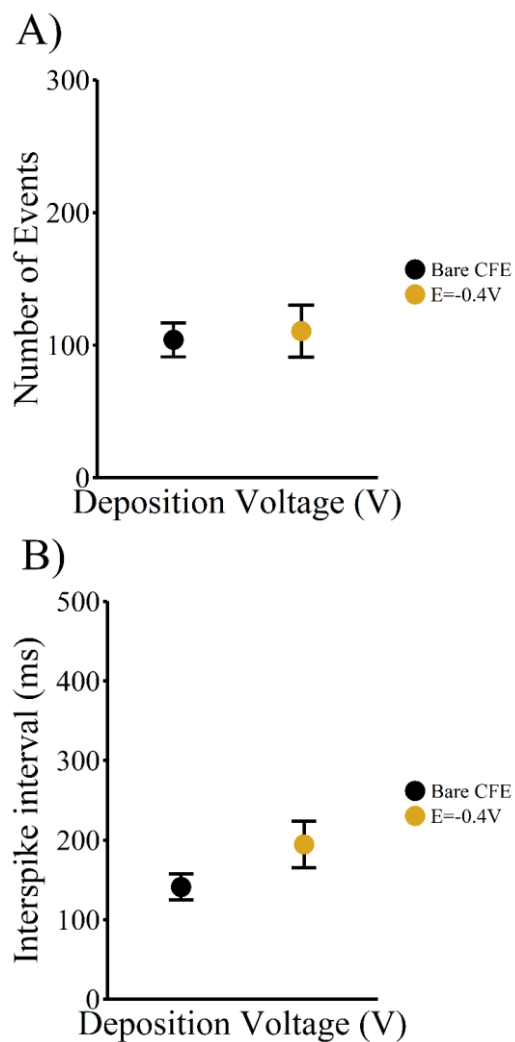 A)
300
200
100
0
Number of Events
Deposition Voltage (V)
Bare CFE
E=-0.4V
B)
500
400
300
200
100
0
Interspike interval (ms)
Deposition Voltage (V)
Bare CFE
E=-0.4V